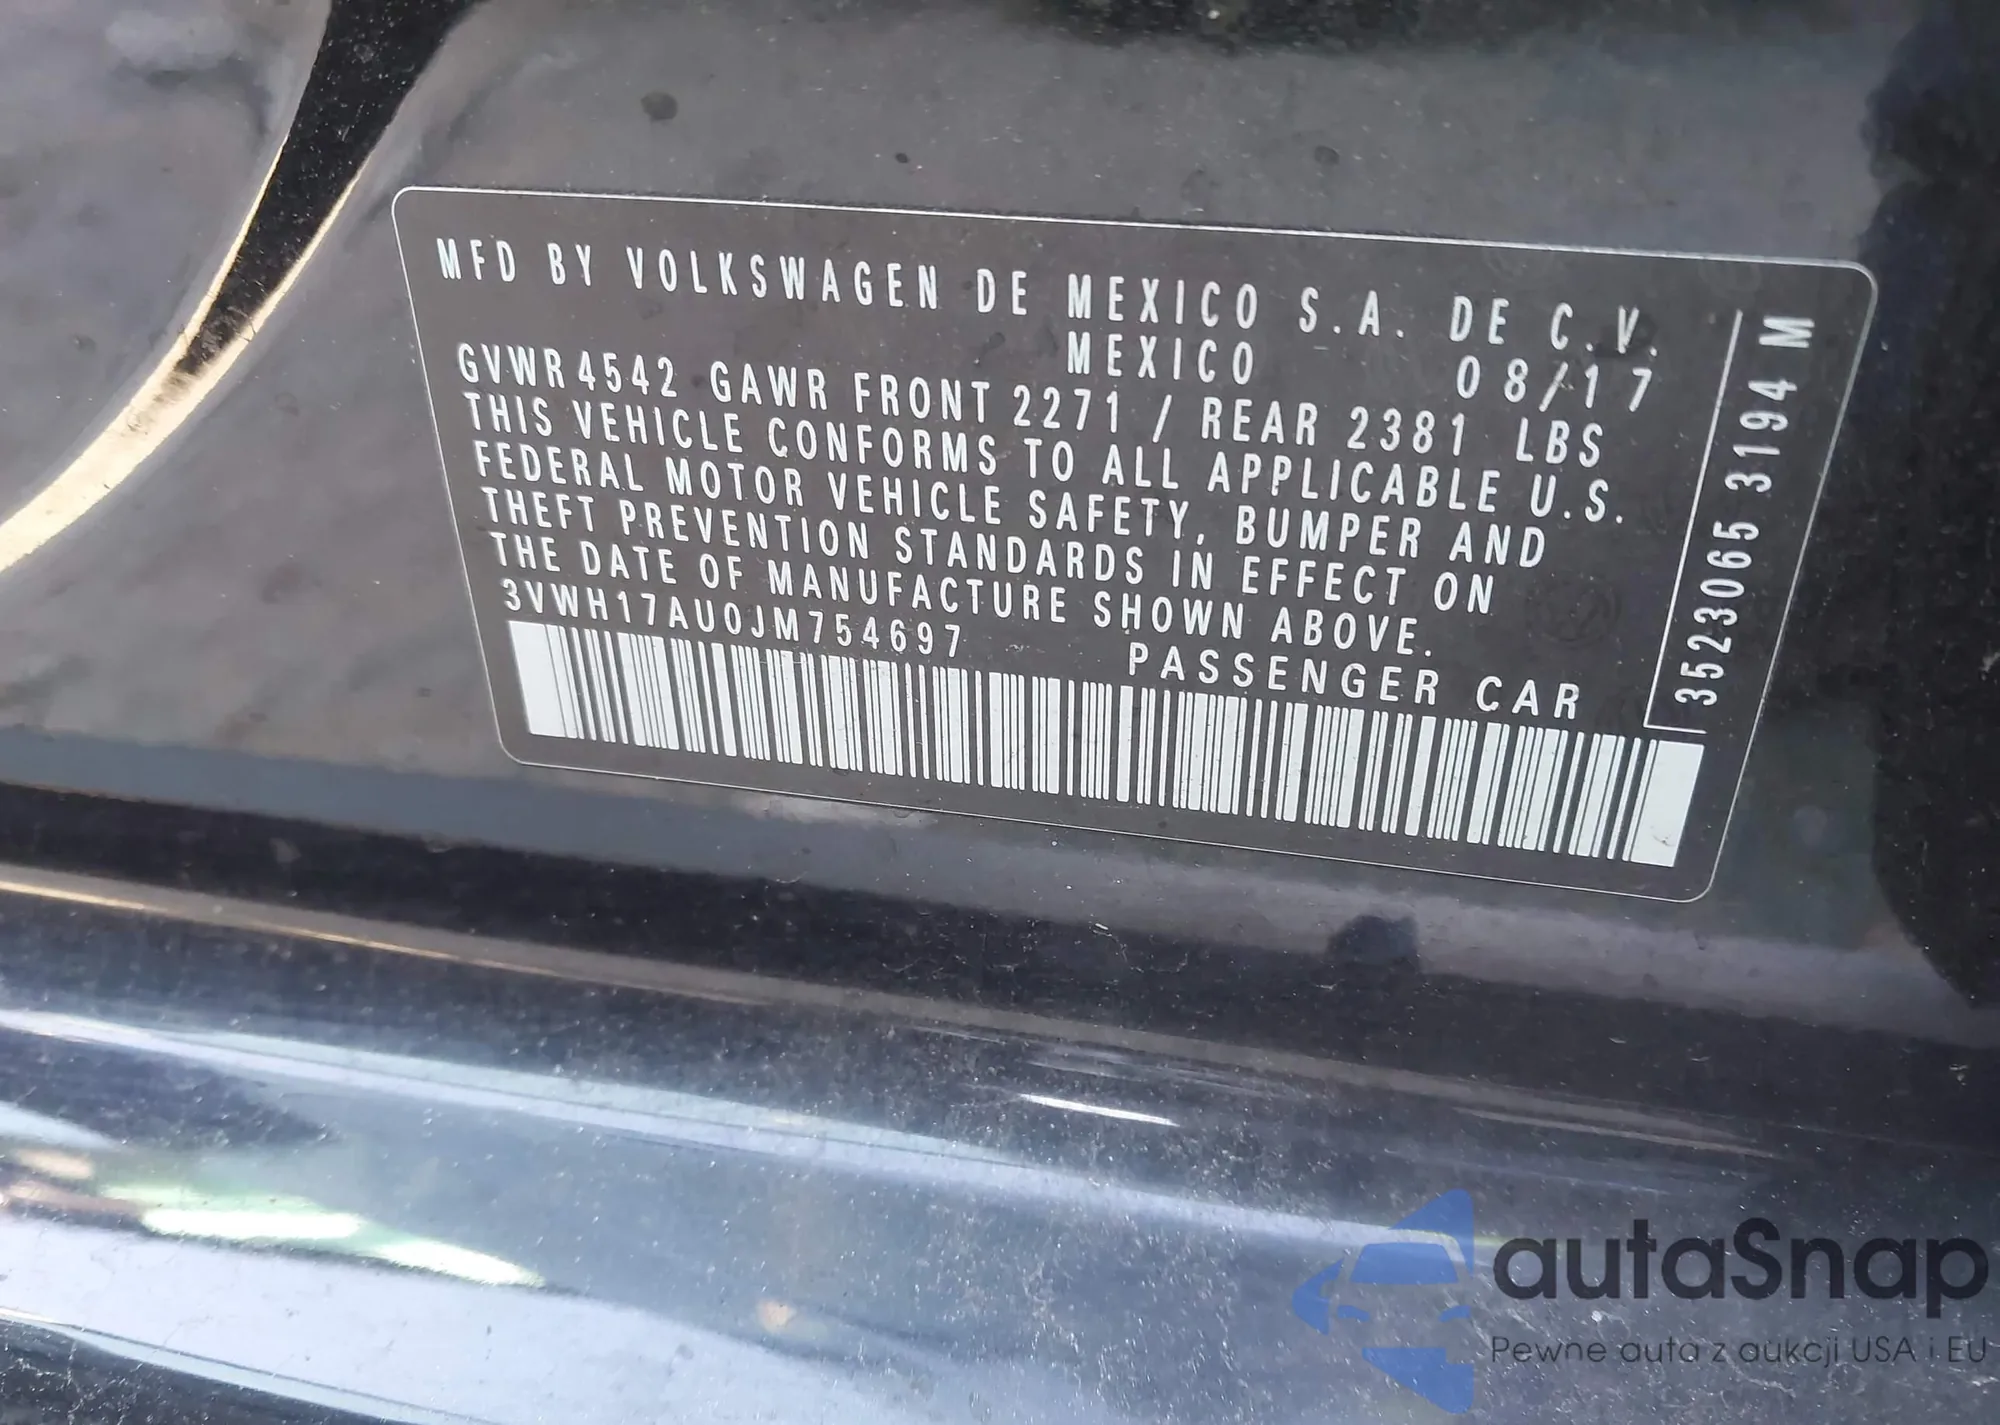 MFD BY VOLKSWAGEN DE MEXICO S.A. DE C.V.
MEXICO 08/17
GVWR 4542 GAWR FRONT 2271 / REAR 2381 LBS
THIS VEHICLE CONFORMS TO ALL APPLICABLE U.S.
FEDERAL MOTOR VEHICLE SAFETY, BUMPER AND
THEFT PREVENTION STANDARDS IN EFFECT ON
THE DATE OF MANUFACTURE SHOWN ABOVE.
3VWH17AU0JM754697 PASSENGER CAR
3523065 3194 M
autaSnap
Pewne auta z aukcji USA i EU